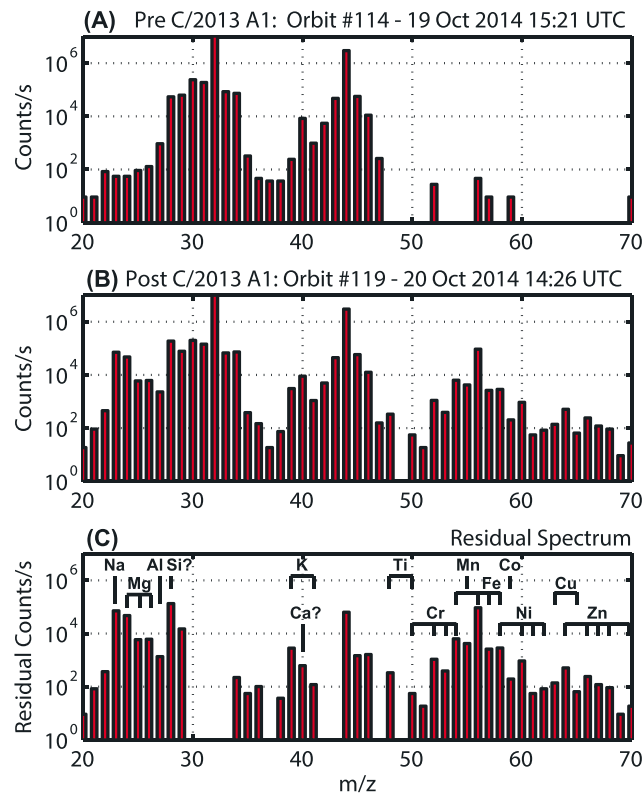 (A) Pre C/2013 A1: Orbit #114 - 19 Oct 2014 15:21 UTC
Counts/s
10^6
10^4
10^2
10^0
20 30 40 50 60 70
(B) Post C/2013 A1: Orbit #119 - 20 Oct 2014 14:26 UTC
Counts/s
10^6
10^4
10^2
10^0
20 30 40 50 60 70
(C) Residual Spectrum
Residual Counts/s
10^6
10^4
10^2
10^0
Na Al Si? K Ti Mn Co
Mg Fe Cu
Ca? Cr Ni Zn
20 30 40 50 60 70
m/z